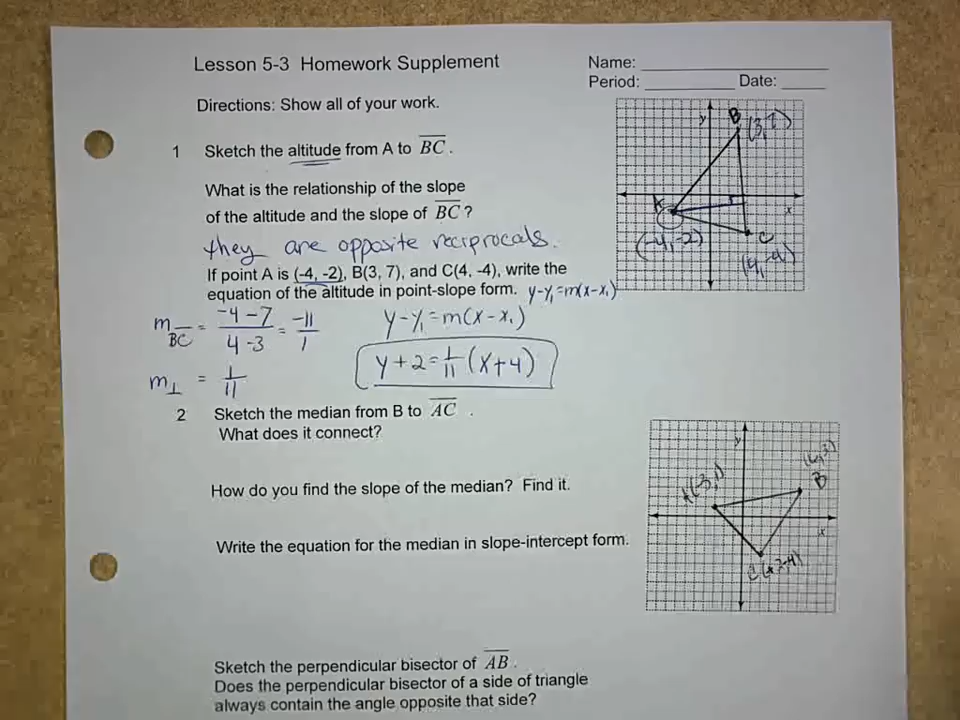 Lesson 5-3 Homework Supplement
Name: ____________
Period: ________ Date: _____
Directions: Show all of your work.
1 Sketch the altitude from A to BC.
What is the relationship of the slope
of the altitude and the slope of BC?
they are opposite reciprocals.
If point A is (-4, -2), B(3, 7), and C(4, -4), write the
equation of the altitude in point-slope form. y-y₁=m(x-x₁)
m BC = -4-7 / 4-3 = -11 / 1
y-y₁=m(x-x₁)
y+2=1/11(x+4)
m⊥ = 1/11
y
B (3,7)
A
x
(-4,-2)
C
(4,-4)
2 Sketch the median from B to AC.
What does it connect?
How do you find the slope of the median? Find it.
Write the equation for the median in slope-intercept form.
y
B
A(-3,1)
x
Sketch the perpendicular bisector of AB.
Does the perpendicular bisector of a side of triangle
always contain the angle opposite that side?